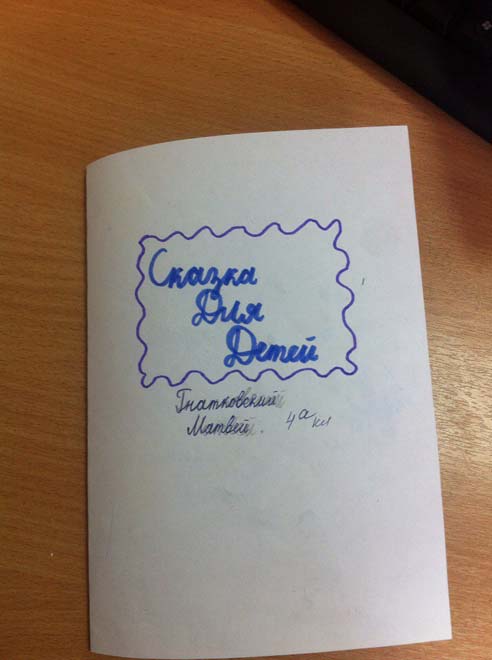 Сказка
Для
Детей
Гнатковский
Матвей. 4а кл